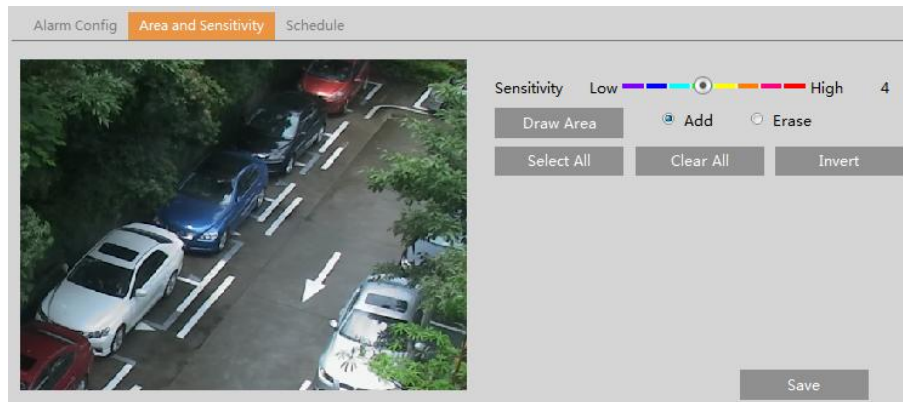 Alarm Config Area and Sensitivity Schedule
Sensitivity Low High 4
Draw Area Add Erase
Select All Clear All Invert
Save